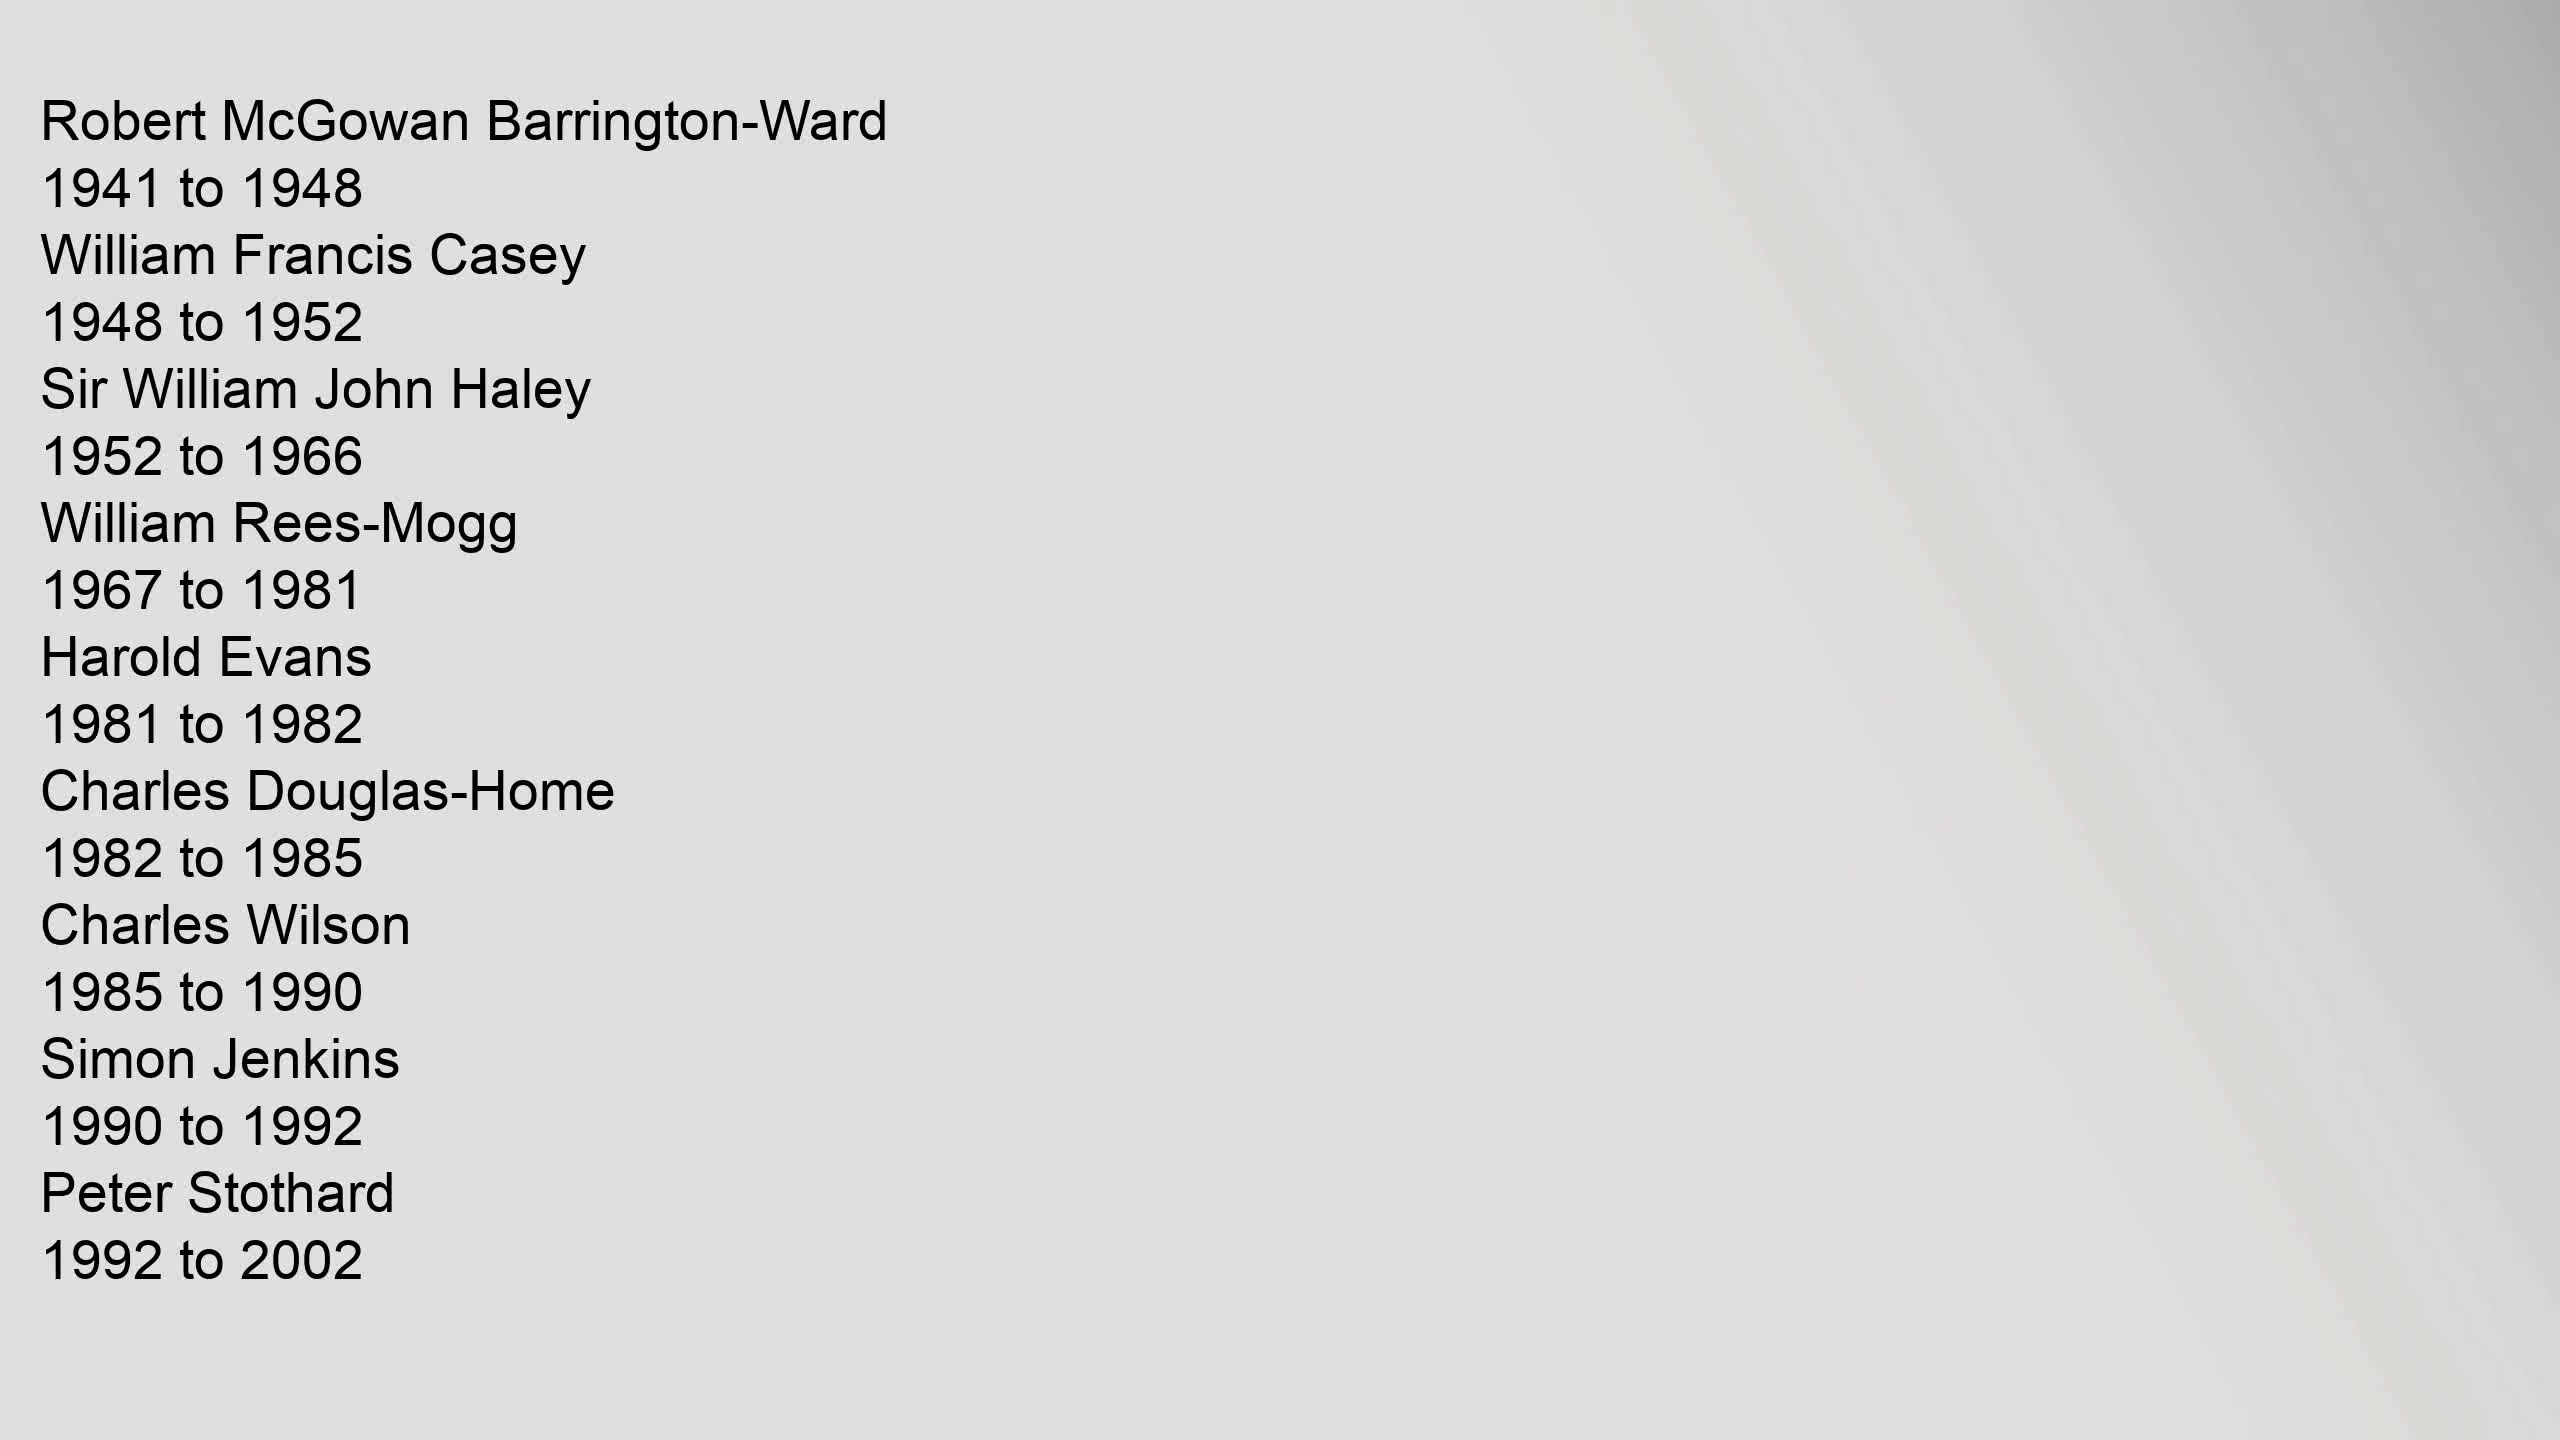 Robert McGowan Barrington-Ward
1941 to 1948
William Francis Casey
1948 to 1952
Sir William John Haley
1952 to 1966
William Rees-Mogg
1967 to 1981
Harold Evans
1981 to 1982
Charles Douglas-Home
1982 to 1985
Charles Wilson
1985 to 1990
Simon Jenkins
1990 to 1992
Peter Stothard
1992 to 2002